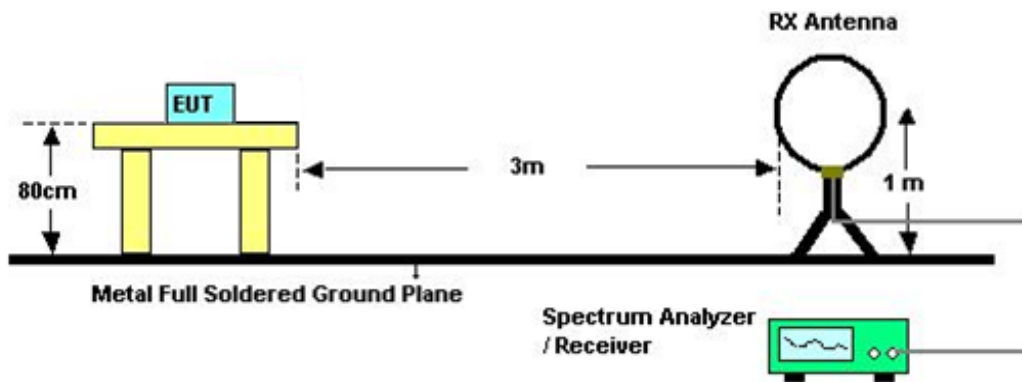 RX Antenna
EUT
80cm
3m
1 m
Metal Full Soldered Ground Plane
Spectrum Analyzer
/ Receiver